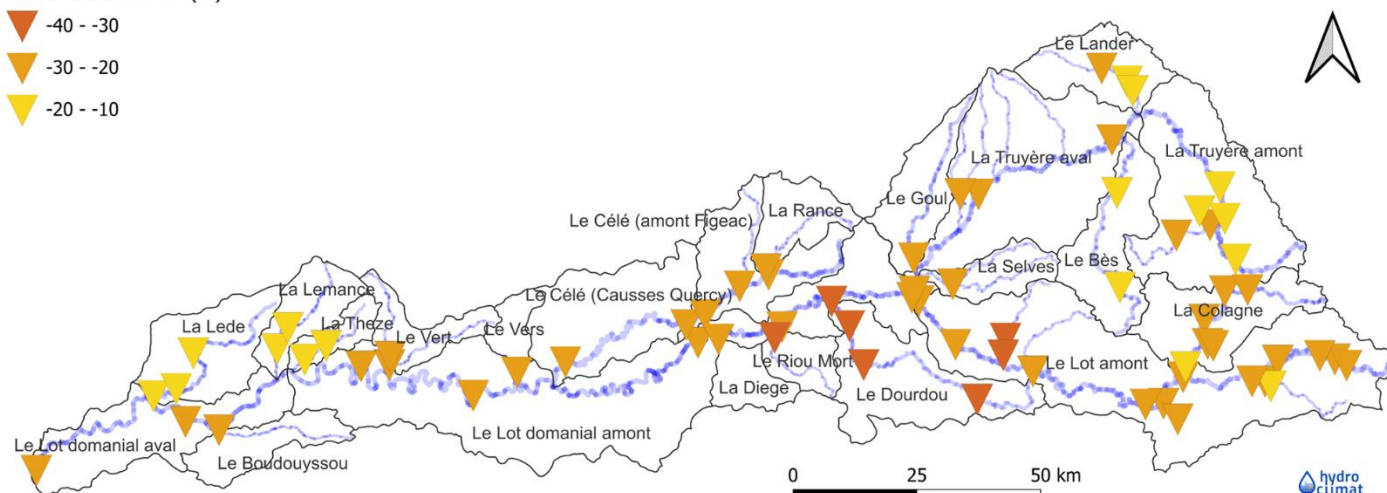 -40 - -30
-30 - -20
-20 - -10
Le Lander
La Truyère aval
La Truyère amont
Le Goul
La Rance
Le Célé (amont Figeac)
La Selves
Le Bès
La Lemance
Le Célé (Causses Quercy)
La Colagne
La Lede
La Theze
Le Vert
Le Vers
Le Riou Mort
Le Lot amont
La Diege
Le Dourdou
Le Lot domanial amont
Le Lot domanial aval
Le Boudouyssou
0 25 50 km
hydro
climat